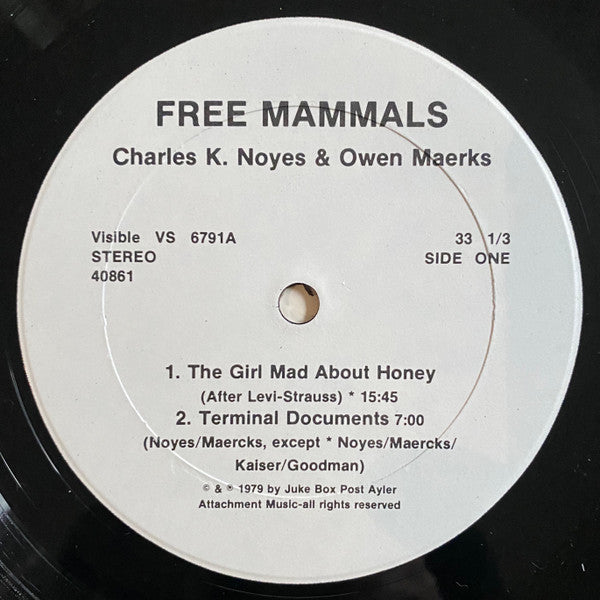 FREE MAMMALS
Charles K. Noyes & Owen Maerks
Visible VS 6791A
33 1/3
STEREO
SIDE ONE
40861
1. The Girl Mad About Honey
(After Levi-Strauss) * 15:45
2. Terminal Documents 7:00
(Noyes/Maercks, except * Noyes/Maercks/
Kaiser/Goodman)
© & ℗ 1979 by Juke Box Post Ayler
Attachment Music-all rights reserved